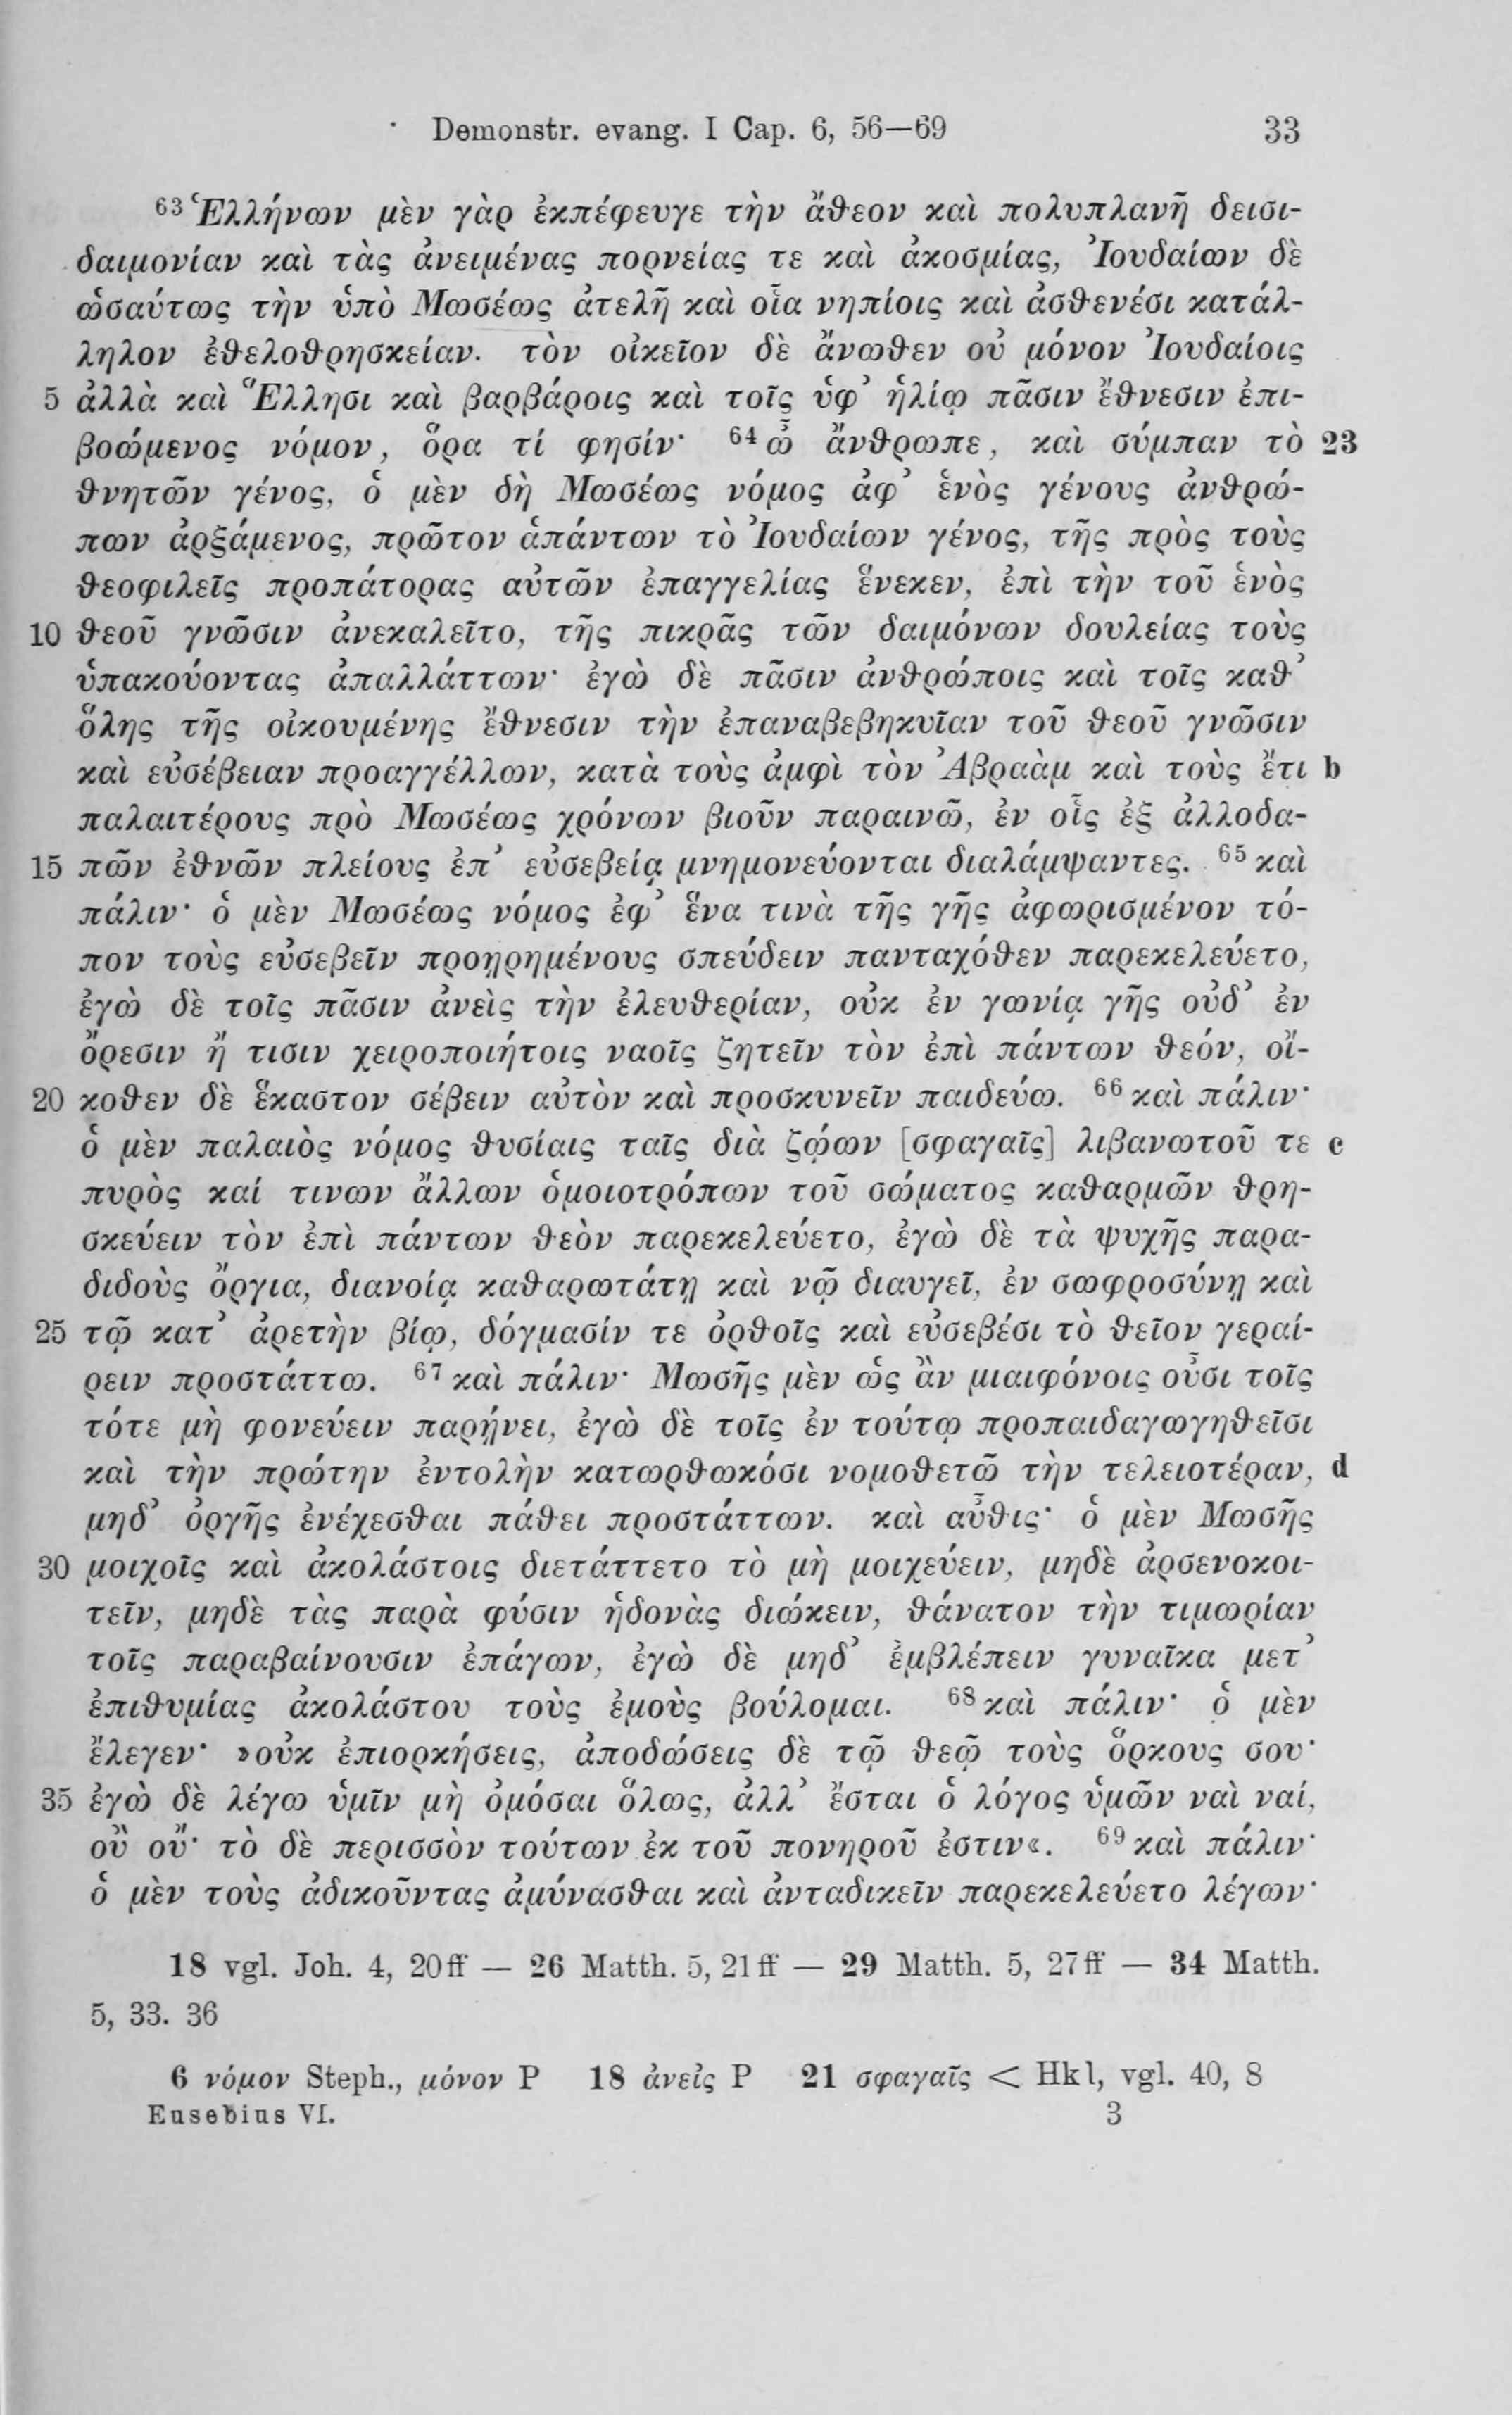 Demonstr. evang. I Cap. 6, 56—69 33
⁶³ Ἑλλήνων μὲν γὰρ ἐκπέφευγε τὴν ἄθεον καὶ πολυπλανῆ δεισι-
δαιμονίαν καὶ τὰς ἀνειμένας πορνείας τε καὶ ἀκοσμίας, Ἰουδαίων δὲ
ὡσαύτως τὴν ὑπὸ Μωσέως ἀτελῆ καὶ οἷα νηπίοις καὶ ἀσθενέσι κατάλ-
ληλον ἐθελοθρησκείαν. τὸν οἰκεῖον δὲ ἄνωθεν οὐ μόνον Ἰουδαίοις
5 ἀλλὰ καὶ Ἕλλησι καὶ βαρβάροις καὶ τοῖς ὑφ' ἡλίῳ πᾶσιν ἔθνεσιν ἐπι-
βοώμενος νόμον, ὅρα τί φησίν· ⁶⁴ ὦ ἄνθρωπε, καὶ σύμπαν τὸ 23
θνητῶν γένος, ὁ μὲν δὴ Μωσέως νόμος ἀφ' ἑνὸς γένους ἀνθρώ-
πων ἀρξάμενος, πρῶτον ἁπάντων τὸ Ἰουδαίων γένος, τῆς πρὸς τοὺς
θεοφιλεῖς προπάτορας αὐτῶν ἐπαγγελίας ἕνεκεν, ἐπὶ τὴν τοῦ ἑνὸς
10 θεοῦ γνῶσιν ἀνεκαλεῖτο, τῆς πικρᾶς τῶν δαιμόνων δουλείας τοὺς
ὑπακούοντας ἀπαλλάττων· ἐγὼ δὲ πᾶσιν ἀνθρώποις καὶ τοῖς καθ'
ὅλης τῆς οἰκουμένης ἔθνεσιν τὴν ἐπαναβεβηκυῖαν τοῦ θεοῦ γνῶσιν
καὶ εὐσέβειαν προαγγέλλων, κατὰ τοὺς ἀμφὶ τὸν Ἀβραὰμ καὶ τοὺς ἔτι b
παλαιτέρους πρὸ Μωσέως χρόνων βιοῦν παραινῶ, ἐν οἷς ἐξ ἀλλοδα-
15 πῶν ἐθνῶν πλείους ἐπ' εὐσεβείᾳ μνημονεύονται διαλάμψαντες. ⁶⁵ καὶ
πάλιν· ὁ μὲν Μωσέως νόμος ἐφ' ἕνα τινὰ τῆς γῆς ἀφωρισμένον τό-
πον τοὺς εὐσεβεῖν προῃρημένους σπεύδειν πανταχόθεν παρεκελεύετο,
ἐγὼ δὲ τοῖς πᾶσιν ἀνεὶς τὴν ἐλευθερίαν, οὐκ ἐν γωνίᾳ γῆς οὐδ' ἐν
ὄρεσιν ἤ τισιν χειροποιήτοις ναοῖς ζητεῖν τὸν ἐπὶ πάντων θεόν, οἴ-
20 κοθεν δὲ ἕκαστον σέβειν αὐτὸν καὶ προσκυνεῖν παιδεύω. ⁶⁶ καὶ πάλιν·
ὁ μὲν παλαιὸς νόμος θυσίαις ταῖς διὰ ζῴων [σφαγαῖς] λιβανωτοῦ τε c
πυρὸς καί τινων ἄλλων ὁμοιοτρόπων τοῦ σώματος καθαρμῶν θρη-
σκεύειν τὸν ἐπὶ πάντων θεὸν παρεκελεύετο, ἐγὼ δὲ τὰ ψυχῆς παρα-
διδοὺς ὄργια, διανοίᾳ καθαρωτάτῃ καὶ νῷ διαυγεῖ, ἐν σωφροσύνῃ καὶ
25 τῷ κατ' ἀρετὴν βίῳ, δόγμασίν τε ὀρθοῖς καὶ εὐσεβέσι τὸ θεῖον γεραί-
ρειν προστάττω. ⁶⁷ καὶ πάλιν· Μωσῆς μὲν ὡς ἂν μιαιφόνοις οὖσι τοῖς
τότε μὴ φονεύειν παρῄνει, ἐγὼ δὲ τοῖς ἐν τούτῳ προπαιδαγωγηθεῖσι
καὶ τὴν πρώτην ἐντολὴν κατωρθωκόσι νομοθετῶ τὴν τελειοτέραν, d
μηδ' ὀργῆς ἐνέχεσθαι πάθει προστάττων. καὶ αὖθις· ὁ μὲν Μωσῆς
30 μοιχοῖς καὶ ἀκολάστοις διετάττετο τὸ μὴ μοιχεύειν, μηδὲ ἀρσενοκοι-
τεῖν, μηδὲ τὰς παρὰ φύσιν ἡδονὰς διώκειν, θάνατον τὴν τιμωρίαν
τοῖς παραβαίνουσιν ἐπάγων, ἐγὼ δὲ μηδ' ἐμβλέπειν γυναῖκα μετ'
ἐπιθυμίας ἀκολάστου τοὺς ἐμοὺς βούλομαι. ⁶⁸ καὶ πάλιν· ὁ μὲν
ἔλεγεν· »οὐκ ἐπιορκήσεις, ἀποδώσεις δὲ τῷ θεῷ τοὺς ὅρκους σου·
35 ἐγὼ δὲ λέγω ὑμῖν μὴ ὀμόσαι ὅλως, ἀλλ' ἔσται ὁ λόγος ὑμῶν ναὶ ναί,
οὒ οὔ· τὸ δὲ περισσὸν τούτων ἐκ τοῦ πονηροῦ ἐστιν«. ⁶⁹ καὶ πάλιν·
ὁ μὲν τοὺς ἀδικοῦντας ἀμύνασθαι καὶ ἀνταδικεῖν παρεκελεύετο λέγων·
18 vgl. Joh. 4, 20ff — 26 Matth. 5, 21ff — 29 Matth. 5, 27ff — 34 Matth.
5, 33. 36
6 νόμον Steph., μόνον P 18 ἀνείς P 21 σφαγαῖς < Hkl, vgl. 40, 8
Eusebius VI. 3